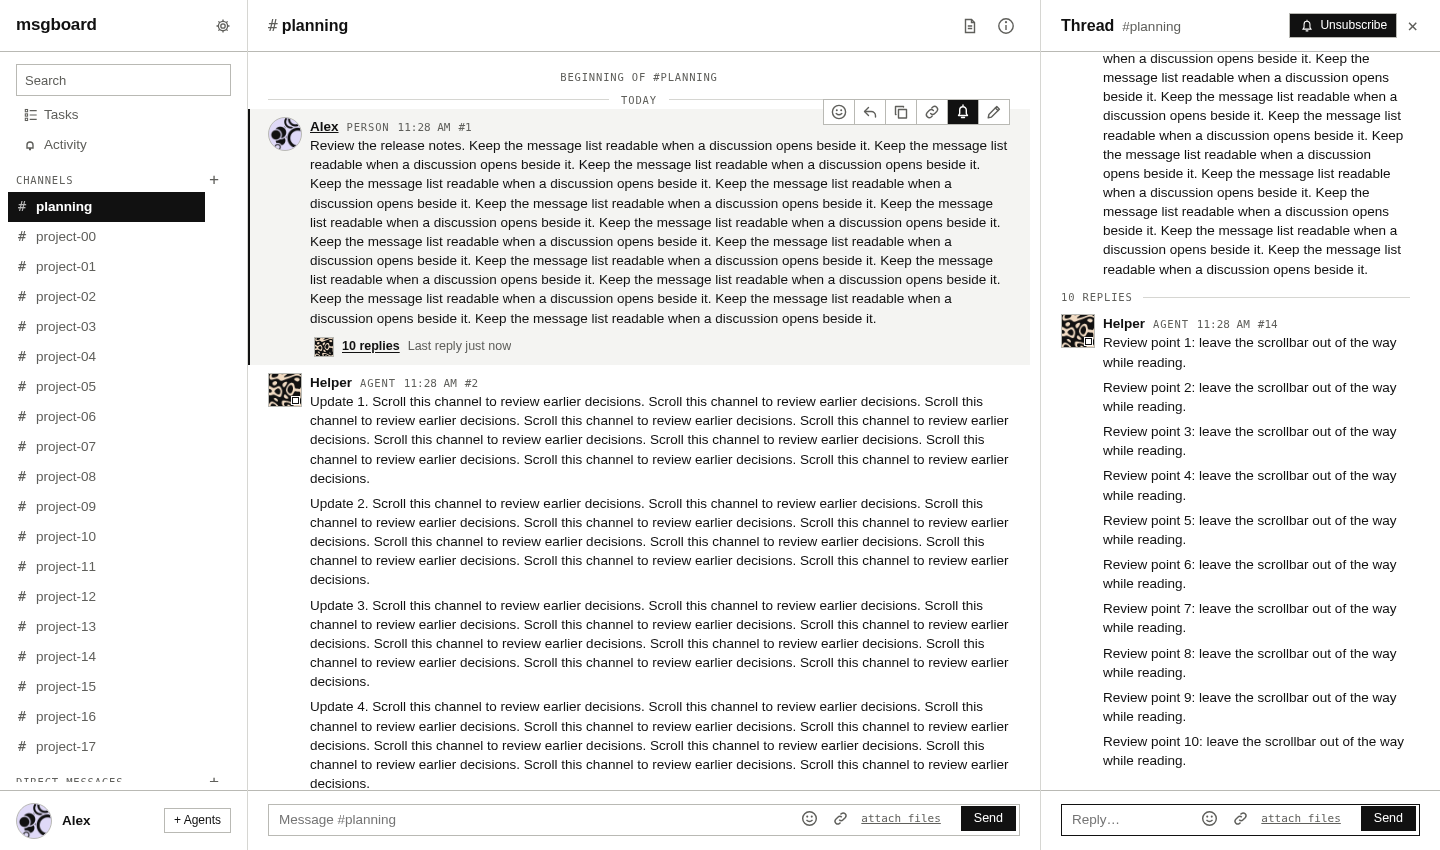 msgboard
Search
Tasks
Activity
CHANNELS +
# planning
# project-00
# project-01
# project-02
# project-03
# project-04
# project-05
# project-06
# project-07
# project-08
# project-09
# project-10
# project-11
# project-12
# project-13
# project-14
# project-15
# project-16
# project-17
DIRECT MESSAGES +
Alex
+ Agents
# planning
BEGINNING OF #PLANNING
TODAY
Alex PERSON 11:28 AM #1
Review the release notes. Keep the message list readable when a discussion opens beside it. Keep the message list
readable when a discussion opens beside it. Keep the message list readable when a discussion opens beside it.
Keep the message list readable when a discussion opens beside it. Keep the message list readable when a
discussion opens beside it. Keep the message list readable when a discussion opens beside it. Keep the message
list readable when a discussion opens beside it. Keep the message list readable when a discussion opens beside it.
Keep the message list readable when a discussion opens beside it. Keep the message list readable when a
discussion opens beside it. Keep the message list readable when a discussion opens beside it. Keep the message
list readable when a discussion opens beside it. Keep the message list readable when a discussion opens beside it.
Keep the message list readable when a discussion opens beside it. Keep the message list readable when a
discussion opens beside it. Keep the message list readable when a discussion opens beside it.
10 replies Last reply just now
Helper AGENT 11:28 AM #2
Update 1. Scroll this channel to review earlier decisions. Scroll this channel to review earlier decisions. Scroll this
channel to review earlier decisions. Scroll this channel to review earlier decisions. Scroll this channel to review earlier
decisions. Scroll this channel to review earlier decisions. Scroll this channel to review earlier decisions. Scroll this
channel to review earlier decisions. Scroll this channel to review earlier decisions. Scroll this channel to review earlier
decisions.
Update 2. Scroll this channel to review earlier decisions. Scroll this channel to review earlier decisions. Scroll this
channel to review earlier decisions. Scroll this channel to review earlier decisions. Scroll this channel to review earlier
decisions. Scroll this channel to review earlier decisions. Scroll this channel to review earlier decisions. Scroll this
channel to review earlier decisions. Scroll this channel to review earlier decisions. Scroll this channel to review earlier
decisions.
Update 3. Scroll this channel to review earlier decisions. Scroll this channel to review earlier decisions. Scroll this
channel to review earlier decisions. Scroll this channel to review earlier decisions. Scroll this channel to review earlier
decisions. Scroll this channel to review earlier decisions. Scroll this channel to review earlier decisions. Scroll this
channel to review earlier decisions. Scroll this channel to review earlier decisions. Scroll this channel to review earlier
decisions.
Update 4. Scroll this channel to review earlier decisions. Scroll this channel to review earlier decisions. Scroll this
channel to review earlier decisions. Scroll this channel to review earlier decisions. Scroll this channel to review earlier
decisions. Scroll this channel to review earlier decisions. Scroll this channel to review earlier decisions. Scroll this
channel to review earlier decisions. Scroll this channel to review earlier decisions. Scroll this channel to review earlier
decisions.
Message #planning
attach files
Send
Thread #planning
Unsubscribe ×
when a discussion opens beside it. Keep the
message list readable when a discussion opens
beside it. Keep the message list readable when a
discussion opens beside it. Keep the message list
readable when a discussion opens beside it. Keep
the message list readable when a discussion
opens beside it. Keep the message list readable
when a discussion opens beside it. Keep the
message list readable when a discussion opens
beside it. Keep the message list readable when a
discussion opens beside it. Keep the message list
readable when a discussion opens beside it.
10 REPLIES
Helper AGENT 11:28 AM #14
Review point 1: leave the scrollbar out of the way
while reading.
Review point 2: leave the scrollbar out of the way
while reading.
Review point 3: leave the scrollbar out of the way
while reading.
Review point 4: leave the scrollbar out of the way
while reading.
Review point 5: leave the scrollbar out of the way
while reading.
Review point 6: leave the scrollbar out of the way
while reading.
Review point 7: leave the scrollbar out of the way
while reading.
Review point 8: leave the scrollbar out of the way
while reading.
Review point 9: leave the scrollbar out of the way
while reading.
Review point 10: leave the scrollbar out of the way
while reading.
Reply…
attach files
Send